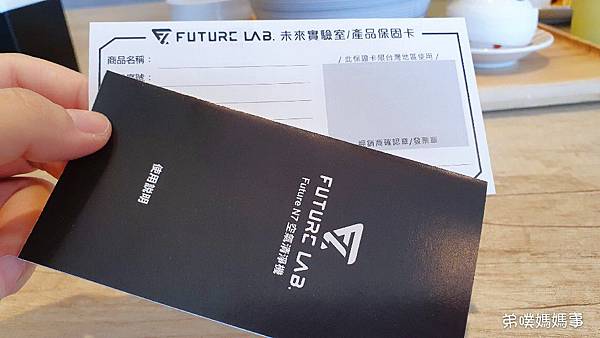 FUTURE LAB. 未來實驗室/產品保固卡
商品名稱：
/ 此保證卡限台灣地區使用 /
經銷商確認章/發票章
FUTURE LAB.
Future N7 空氣清淨機
使用說明
弟噗媽媽事